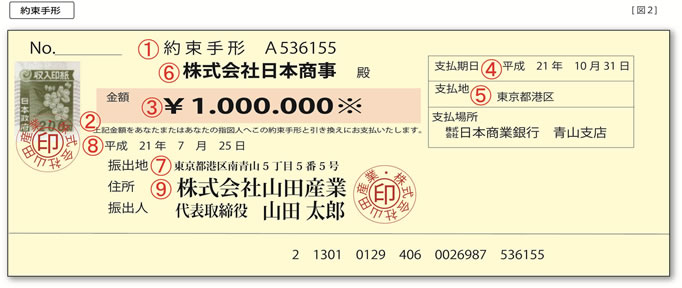 約束手形
[図2]
No.
① 約束手形 A536155
⑥ 株式会社日本商事 殿
収入印紙
日本政府
200
金額
③ ¥1.000.000※
②
上記金額をあなたまたはあなたの指図人へこの約束手形と引き換えにお支払いたします。
⑧ 平成 21年 7月 25日
振出地 ⑦ 東京都港区南青山5丁目5番5号
住所 ⑨ 株式会社山田産業
振出人 代表取締役 山田 太郎
株式会社山田産業・印
株式会社山田産業・印
支払期日 ④ 平成 21年 10月31日
支払地 ⑤ 東京都港区
支払場所
株式会社 日本商業銀行 青山支店
2 1301 0129 406 0026987 536155